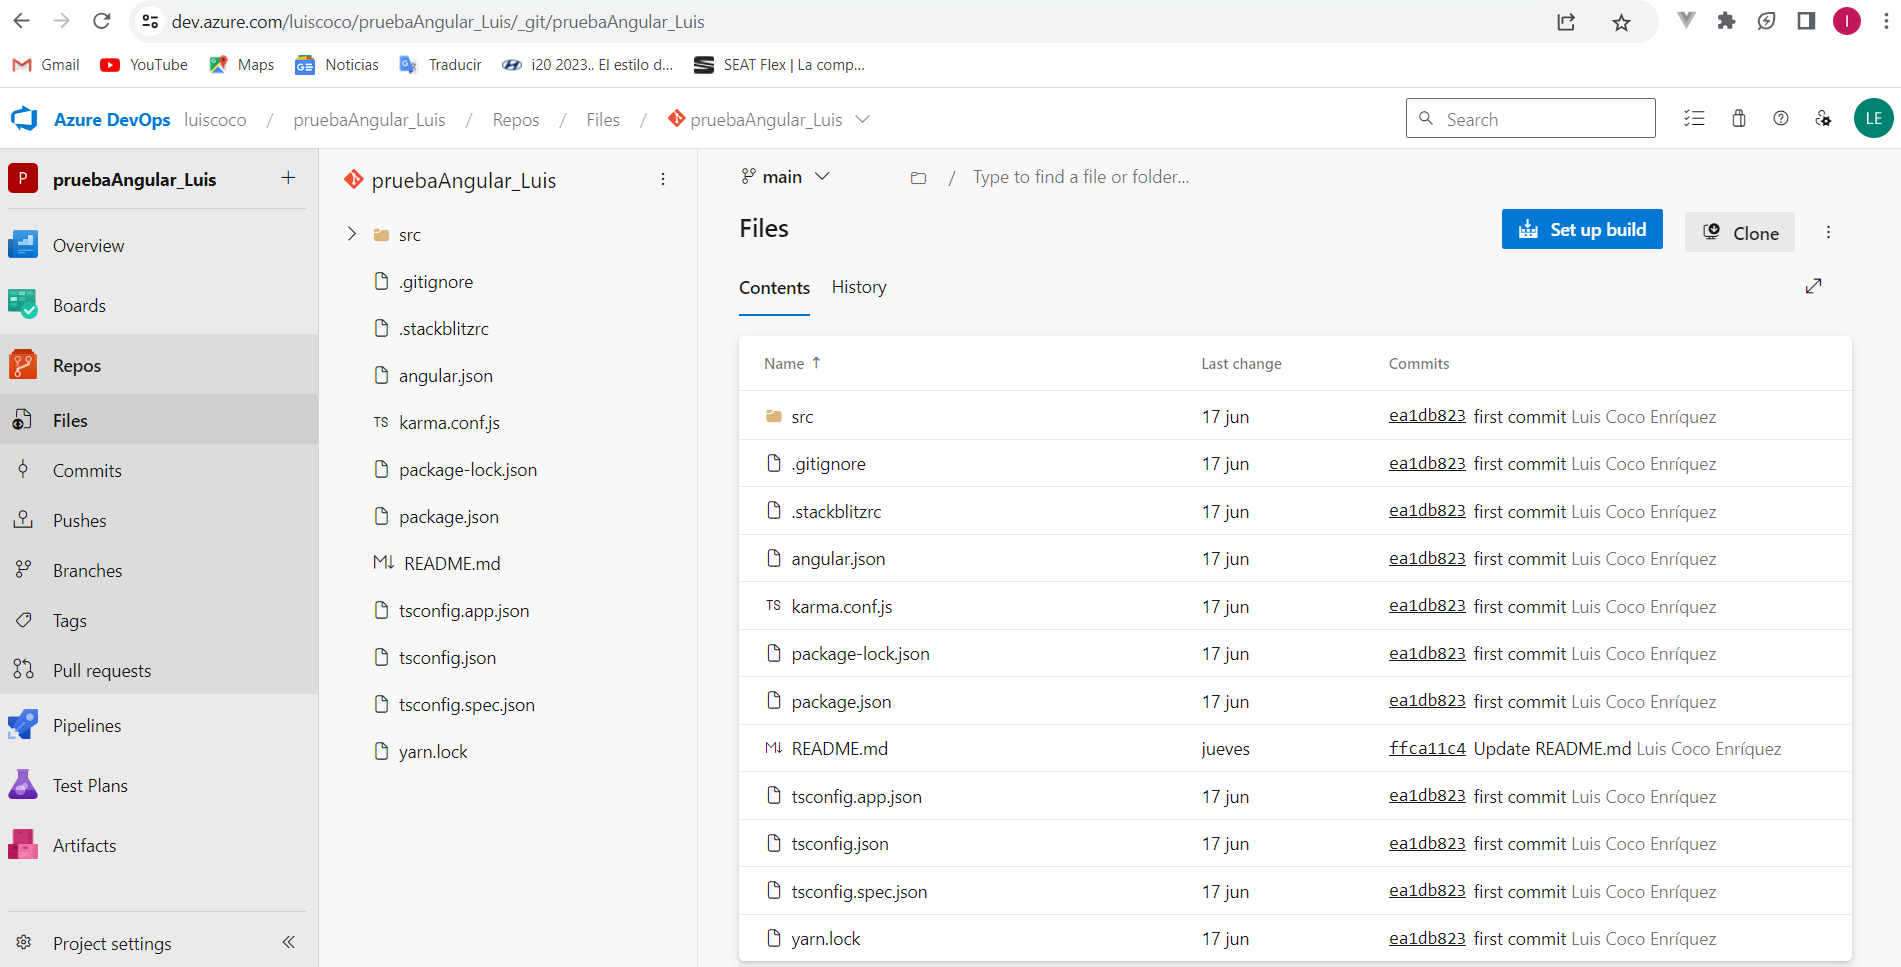 dev.azure.com/luiscoco/pruebaAngular_Luis/_git/pruebaAngular_Luis
I
Gmail YouTube Maps Noticias Traducir i20 2023.. El estilo d... SEAT Flex | La comp...
Azure DevOps luiscoco / pruebaAngular_Luis / Repos / Files / pruebaAngular_Luis
Search
LE
P pruebaAngular_Luis +
Overview
Boards
Repos
Files
Commits
Pushes
Branches
Tags
Pull requests
Pipelines
Test Plans
Artifacts
Project settings
pruebaAngular_Luis
src
.gitignore
.stackblitzrc
angular.json
TS karma.conf.js
package-lock.json
package.json
M↓ README.md
tsconfig.app.json
tsconfig.json
tsconfig.spec.json
yarn.lock
main / Type to find a file or folder...
Files
Set up build
Clone
Contents History
Name ↑ Last change Commits
src 17 jun ea1db823 first commit Luis Coco Enríquez
.gitignore 17 jun ea1db823 first commit Luis Coco Enríquez
.stackblitzrc 17 jun ea1db823 first commit Luis Coco Enríquez
angular.json 17 jun ea1db823 first commit Luis Coco Enríquez
TS karma.conf.js 17 jun ea1db823 first commit Luis Coco Enríquez
package-lock.json 17 jun ea1db823 first commit Luis Coco Enríquez
package.json 17 jun ea1db823 first commit Luis Coco Enríquez
M↓ README.md jueves ffca11c4 Update README.md Luis Coco Enríquez
tsconfig.app.json 17 jun ea1db823 first commit Luis Coco Enríquez
tsconfig.json 17 jun ea1db823 first commit Luis Coco Enríquez
tsconfig.spec.json 17 jun ea1db823 first commit Luis Coco Enríquez
yarn.lock 17 jun ea1db823 first commit Luis Coco Enríquez